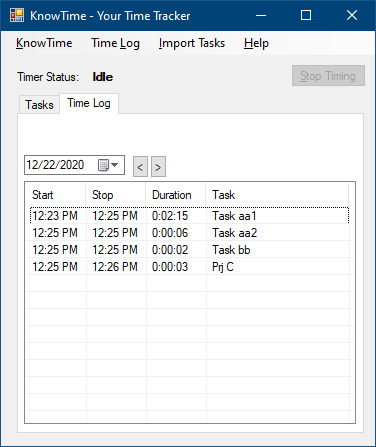 KnowTime - Your Time Tracker
KnowTime Time Log Import Tasks Help
Timer Status: Idle Stop Timing
Tasks Time Log
12/22/2020 < >
Start Stop Duration Task
12:23 PM 12:25 PM 0:02:15 Task aa1
12:25 PM 12:25 PM 0:00:06 Task aa2
12:25 PM 12:25 PM 0:00:02 Task bb
12:25 PM 12:26 PM 0:00:03 Prj C